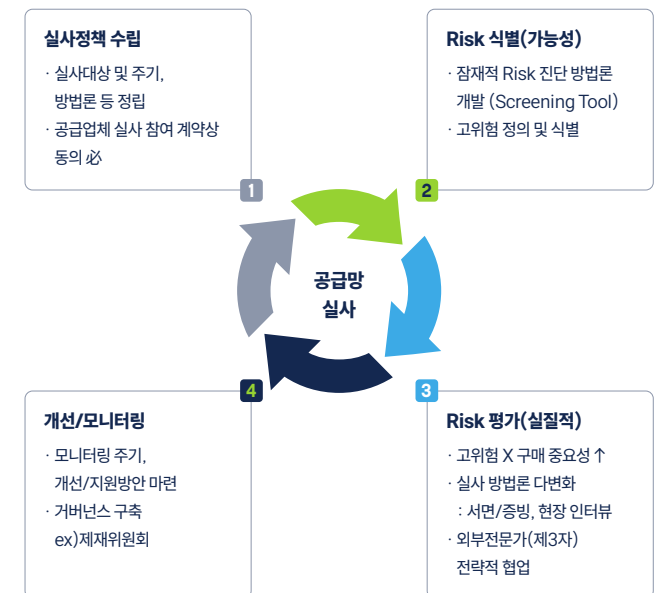 실사정책 수립
· 실사대상 및 주기,
방법론 등 정립
· 공급업체 실사 참여 계약상
동의 必
1
Risk 식별(가능성)
· 잠재적 Risk 진단 방법론
개발 (Screening Tool)
· 고위험 정의 및 식별
2
공급망
실사
개선/모니터링
· 모니터링 주기,
개선/지원방안 마련
· 거버넌스 구축
ex)제재위원회
4
Risk 평가(실질적)
· 고위험 X 구매 중요성 ↑
· 실사 방법론 다변화
: 서면/증빙, 현장 인터뷰
· 외부전문가(제3자)
전략적 협업
3